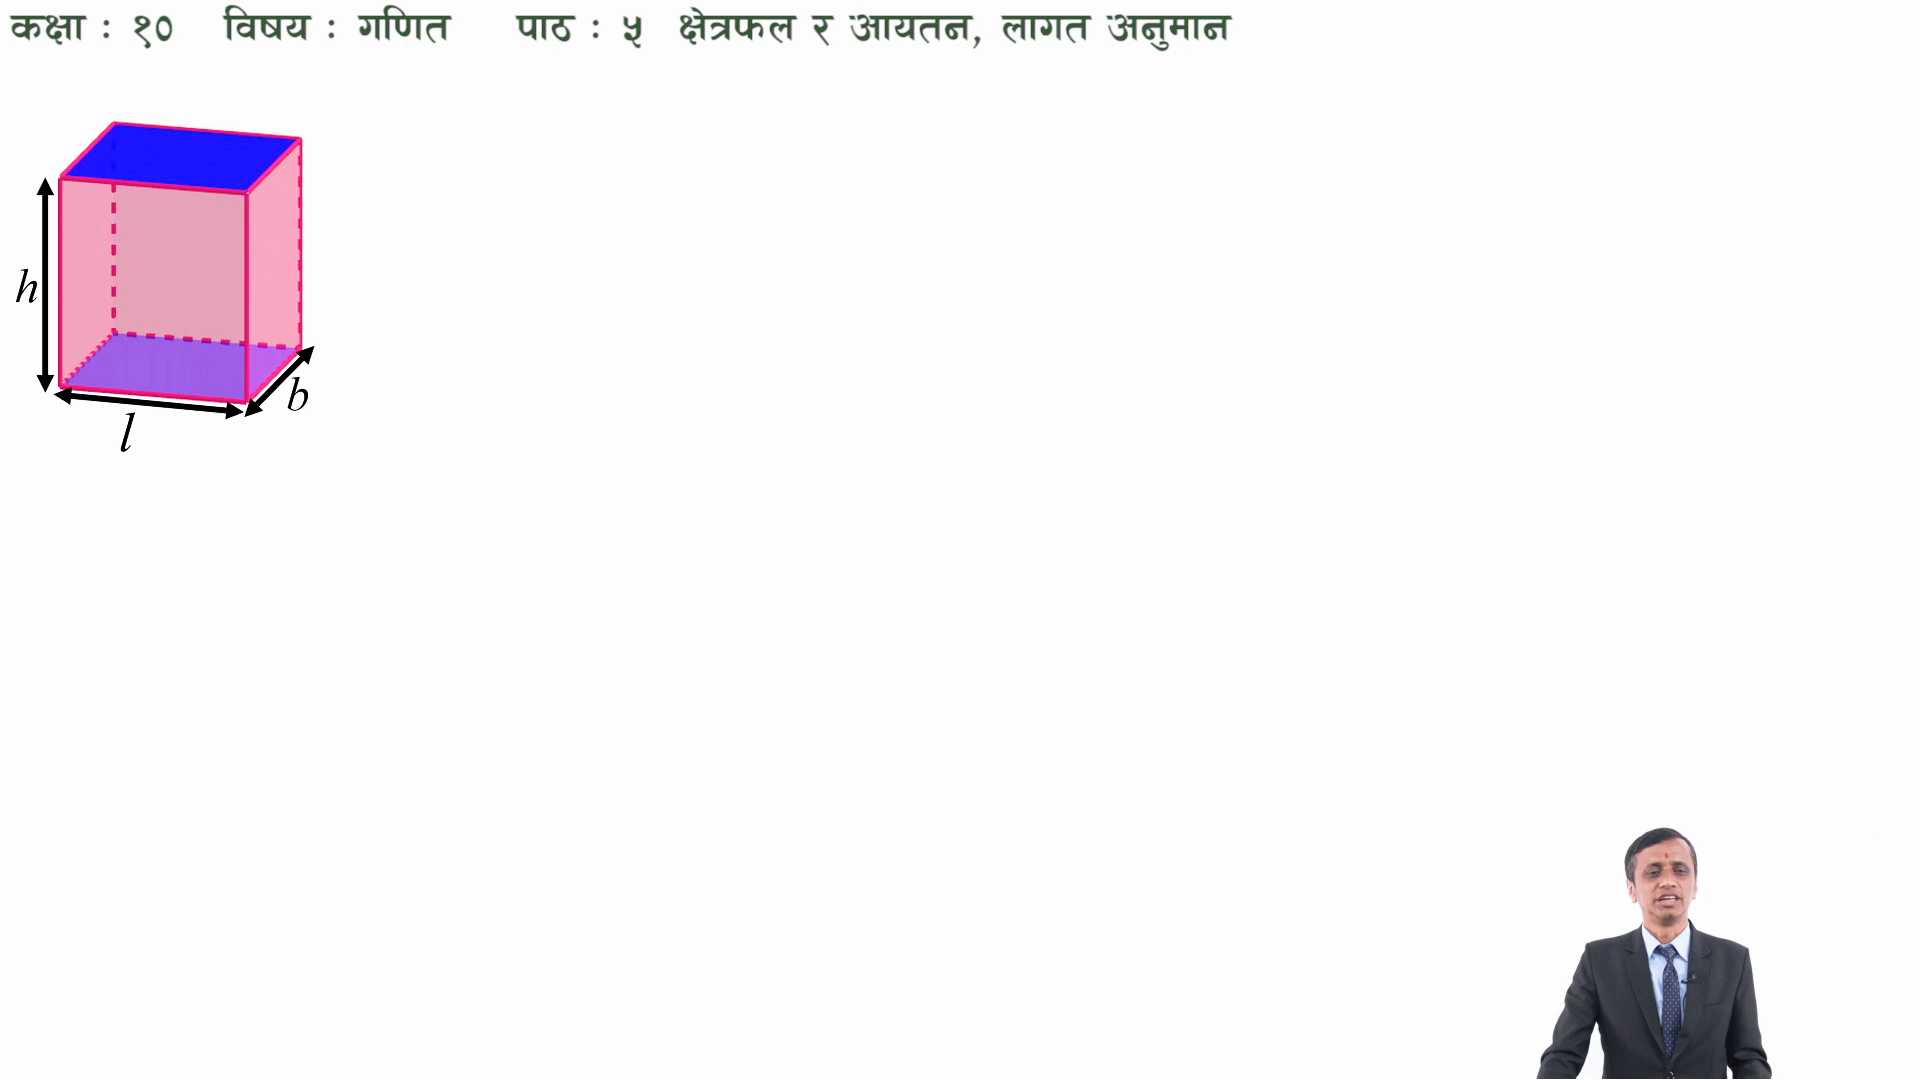 कक्षा : १० विषय : गणित पाठ : ५ क्षेत्रफल र आयतन, लागत अनुमान
h
b
l